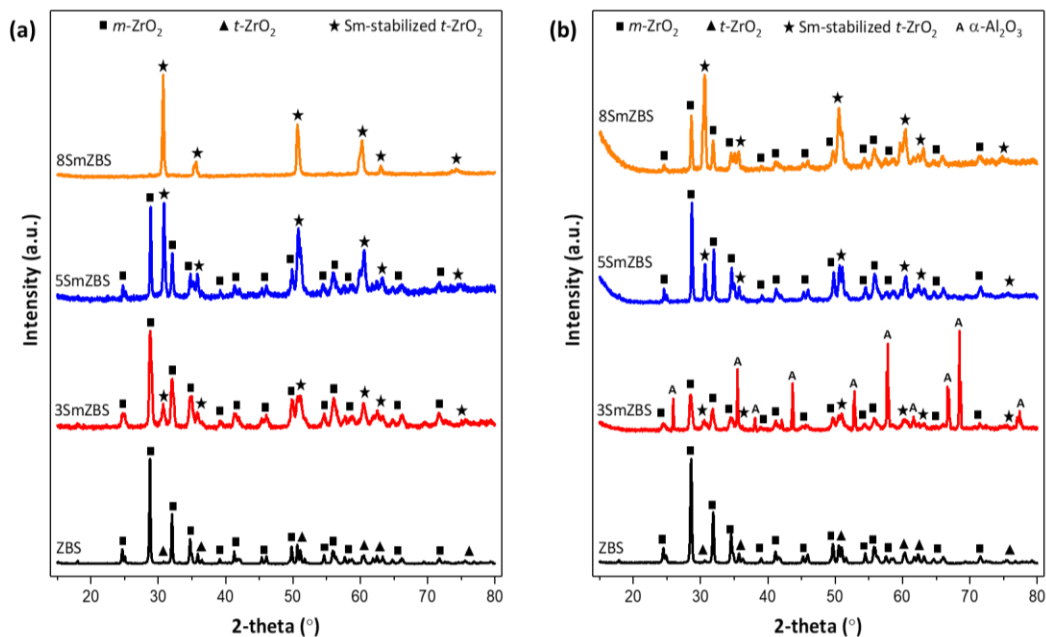 (a)
■ m-ZrO₂ ▲ t-ZrO₂ ★ Sm-stabilized t-ZrO₂
8SmZBS
5SmZBS
3SmZBS
ZBS
Intensity (a.u.)
20 30 40 50 60 70 80
2-theta (°)
(b)
■ m-ZrO₂ ▲ t-ZrO₂ ★ Sm-stabilized t-ZrO₂ A α-Al₂O₃
8SmZBS
5SmZBS
A A A A A A A A A
3SmZBS
ZBS
Intensity (a.u.)
20 30 40 50 60 70 80
2-theta (°)